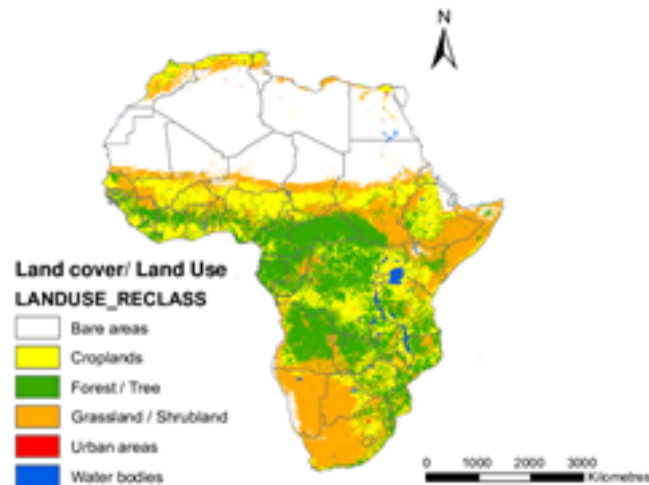 N
Land cover/ Land Use
LANDUSE_RECLASS
Bare areas
Croplands
Forest / Tree
Grassland / Shrubland
Urban areas
Water bodies
0 1000 2000 3000
Kilometres